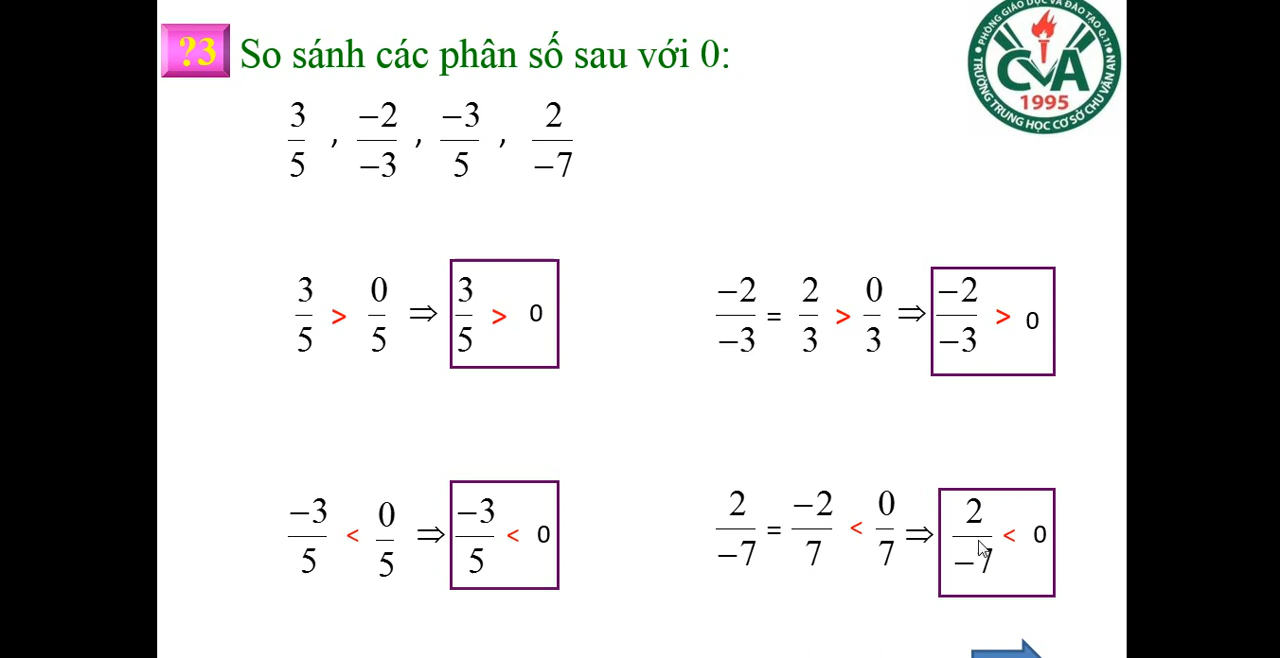 ?3 So sánh các phân số sau với 0:
3/5 , −2/−3 , −3/5 , 2/−7
3/5 > 0/5 ⇒ 3/5 > 0
−2/−3 = 2/3 > 0/3 ⇒ −2/−3 > 0
−3/5 < 0/5 ⇒ −3/5 < 0
2/−7 = −2/7 < 0/7 ⇒ 2/−7 < 0
PHÒNG GIÁO DỤC VÀ ĐÀO TẠO Q.11
CVA
1995
TRƯỜNG TRUNG HỌC CƠ SỞ CHU VĂN AN